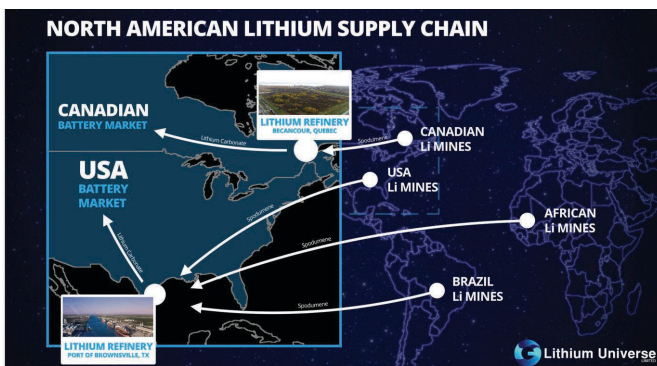 NORTH AMERICAN LITHIUM SUPPLY CHAIN
CANADIAN
BATTERY MARKET
Lithium Carbonate
LITHIUM REFINERY
BECANCOUR, QUEBEC
Spodumene
CANADIAN
Li MINES
USA
BATTERY
MARKET
USA
Li MINES
Spodumene
AFRICAN
Li MINES
Spodumene
Lithium Carbonate
BRAZIL
Li MINES
Spodumene
LITHIUM REFINERY
PORT OF BROWNSVILLE, TX
Lithium Universe
LIMITED